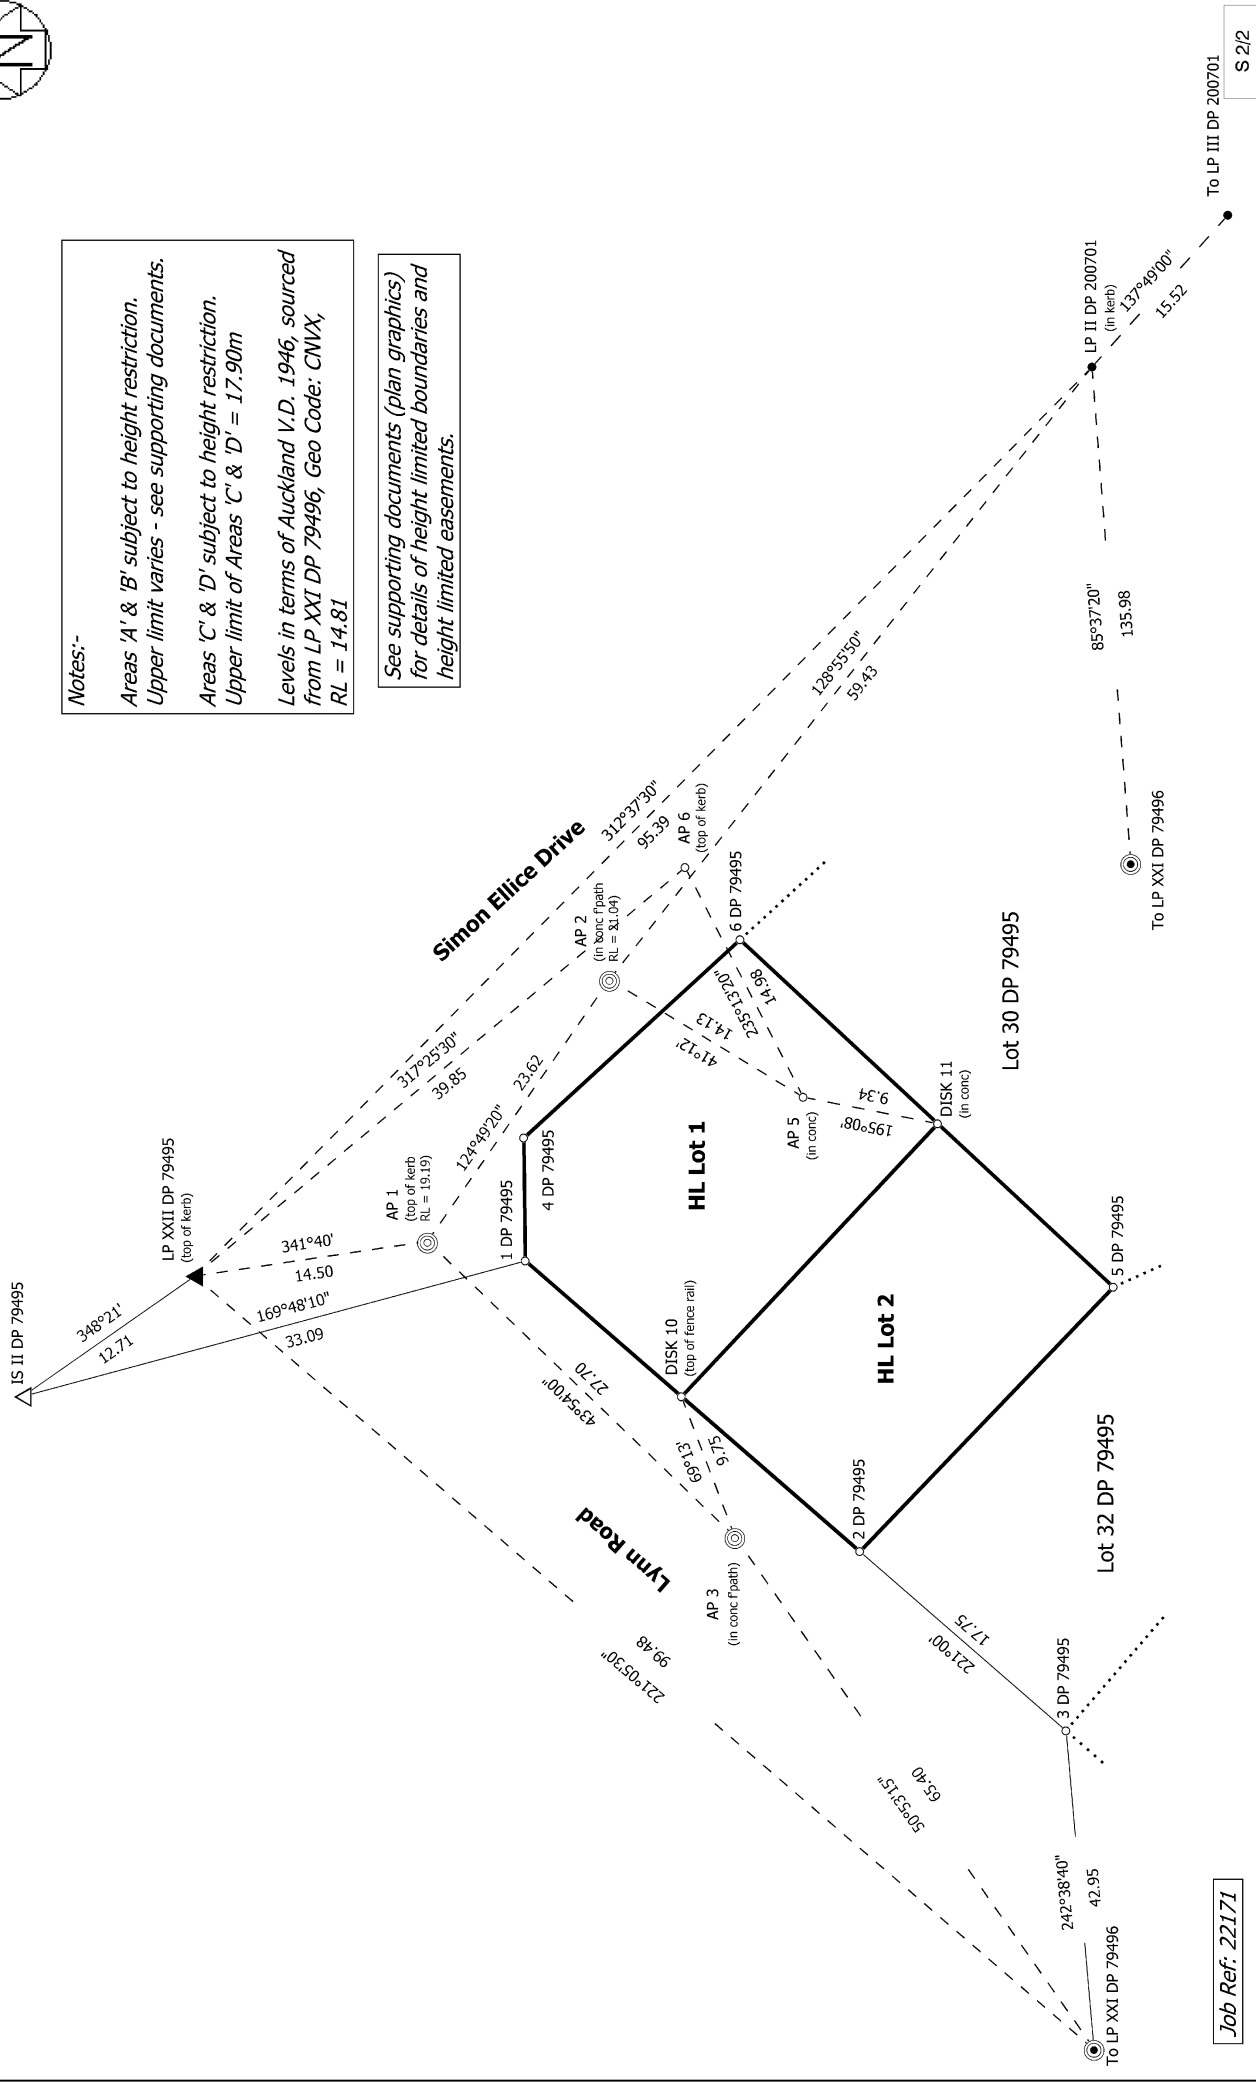 N
Notes:-
Areas 'A' & 'B' subject to height restriction.
Upper limit varies - see supporting documents.
Areas 'C' & 'D' subject to height restriction.
Upper limit of Areas 'C' & 'D' = 17.90m
Levels in terms of Auckland V.D. 1946, sourced
from LP XXI DP 79496, Geo Code: CNVX,
RL = 14.81
See supporting documents (plan graphics)
for details of height limited boundaries and
height limited easements.
IS II DP 79495
348°21'
12.71
LP XXII DP 79495
(top of kerb)
169°48'10"
33.09
341°40'
14.50
AP 1
(top of kerb
RL = 19.19)
317°25'30"
39.85
312°37'30"
95.39
Simon Ellice Drive
124°49'20"
23.62
AP 2
(in conc f'path
RL = 21.04)
AP 6
(top of kerb)
128°55'50"
59.43
1 DP 79495
4 DP 79495
6 DP 79495
41°12'
14.13
235°13'20"
14.98
HL Lot 1
AP 5
(in conc)
195°08'
9.34
DISK 11
(in conc)
Lot 30 DP 79495
DISK 10
(top of fence rail)
43°54'00"
27.70
69°13'
9.75
Lynn Road
AP 3
(in conc f'path)
HL Lot 2
2 DP 79495
5 DP 79495
Lot 32 DP 79495
221°05'30"
99.48
221°00'
17.75
3 DP 79495
50°53'15"
65.40
242°38'40"
42.95
To LP XXI DP 79496
LP II DP 200701
(in kerb)
137°49'00"
15.52
To LP III DP 200701
85°37'20"
135.98
To LP XXI DP 79496
Job Ref: 22171
S 2/2